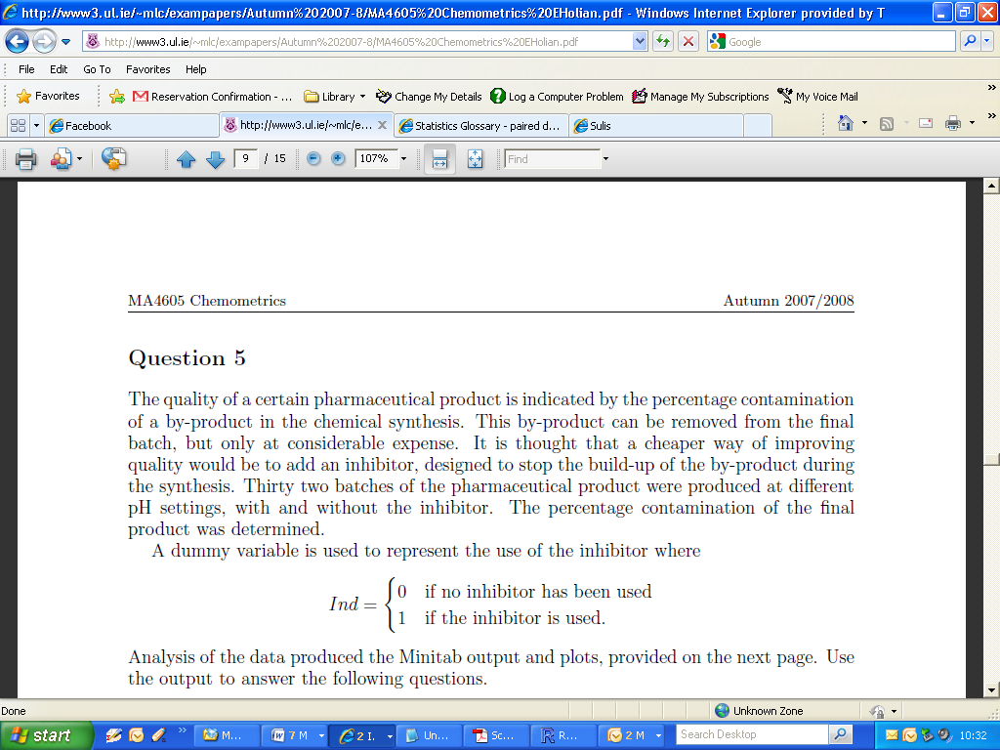 http://www3.ul.ie/~mlc/exampapers/Autumn%202007-8/MA4605%20Chemometrics%20EHolian.pdf - Windows Internet Explorer provided by T
http://www3.ul.ie/~mlc/exampapers/Autumn%202007-8/MA4605%20Chemometrics%20EHolian.pdf
Google
File Edit Go To Favorites Help
Favorites Reservation Confirmation - ... Library Change My Details Log a Computer Problem Manage My Subscriptions My Voice Mail
Facebook http://www3.ul.ie/~mlc/e... Statistics Glossary - paired d... Sulis
9 / 15 107% Find
MA4605 Chemometrics Autumn 2007/2008
Question 5
The quality of a certain pharmaceutical product is indicated by the percentage contamination
of a by-product in the chemical synthesis. This by-product can be removed from the final
batch, but only at considerable expense. It is thought that a cheaper way of improving
quality would be to add an inhibitor, designed to stop the build-up of the by-product during
the synthesis. Thirty two batches of the pharmaceutical product were produced at different
pH settings, with and without the inhibitor. The percentage contamination of the final
product was determined.
A dummy variable is used to represent the use of the inhibitor where
Ind = { 0 if no inhibitor has been used
1 if the inhibitor is used.
Analysis of the data produced the Minitab output and plots, provided on the next page. Use
the output to answer the following questions.
Done Unknown Zone
start M... 7 M 2 I. Un... Sc... R... 2 M Search Desktop 10:32